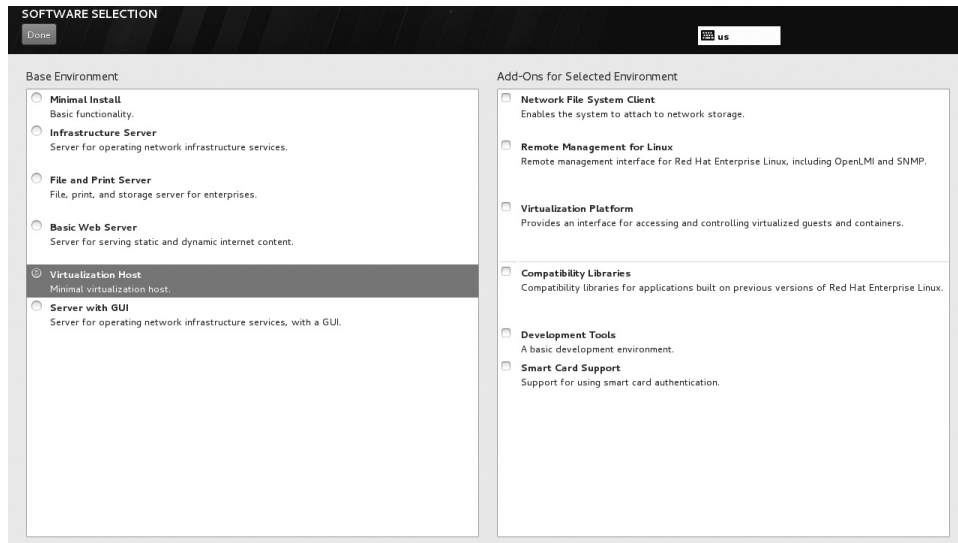 SOFTWARE SELECTION
Done
us
Base Environment
Minimal Install
Basic functionality.
Infrastructure Server
Server for operating network infrastructure services.
File and Print Server
File, print, and storage server for enterprises.
Basic Web Server
Server for serving static and dynamic internet content.
Virtualization Host
Minimal virtualization host.
Server with GUI
Server for operating network infrastructure services, with a GUI.
Add-Ons for Selected Environment
Network File System Client
Enables the system to attach to network storage.
Remote Management for Linux
Remote management interface for Red Hat Enterprise Linux, including OpenLMI and SNMP.
Virtualization Platform
Provides an interface for accessing and controlling virtualized guests and containers.
Compatibility Libraries
Compatibility libraries for applications built on previous versions of Red Hat Enterprise Linux.
Development Tools
A basic development environment.
Smart Card Support
Support for using smart card authentication.